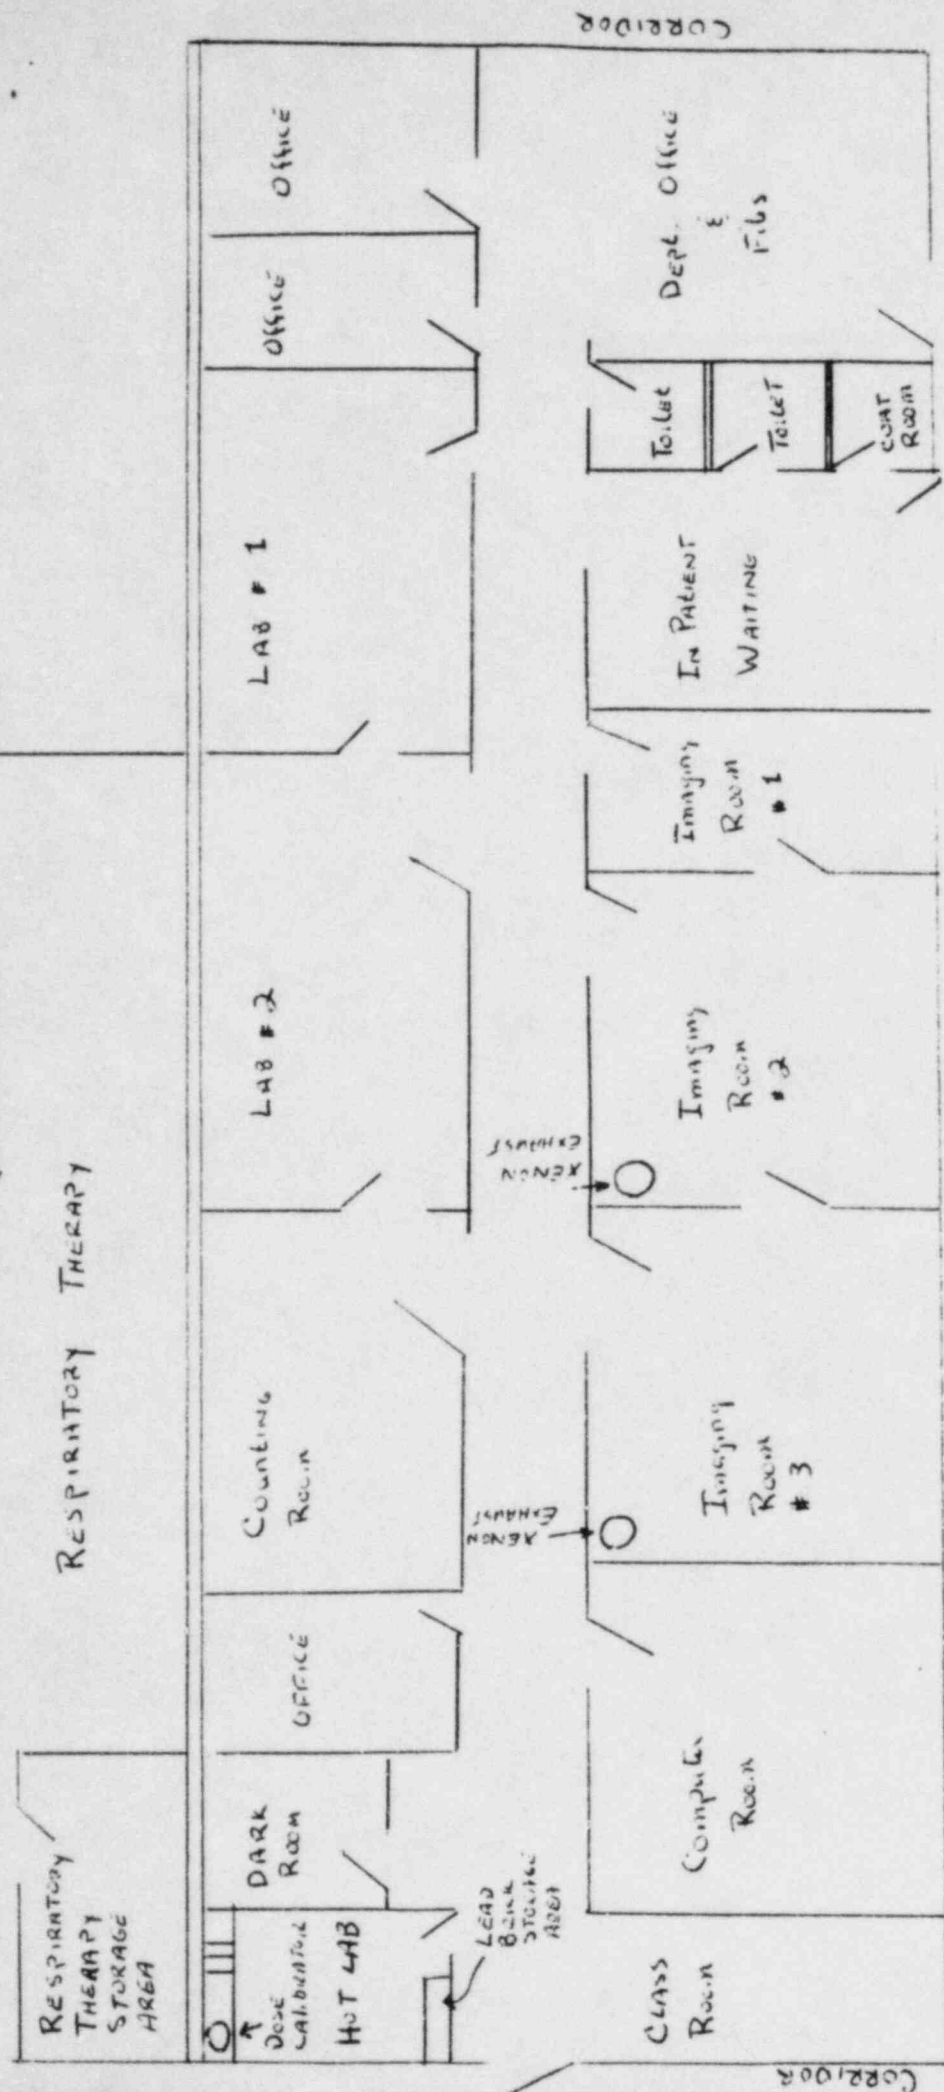 RESPIRATORY THERAPY
RESPIRATORY
THERAPY
STORAGE
AREA
DOSE
CALIBRATOR
HOT LAB
DARK
ROOM
OFFICE
Counting
Room
LAB # 2
LAB # 1
OFFICE
OFFICE
LEAD
BRICK
STORAGE
AREA
XENON
EXHAUST
XENON
EXHAUST
CLASS
Room
Computer
Room
Imaging
Room
# 3
Imaging
Room
# 2
Imaging
Room
# 1
IN PATIENT
WAITING
Toilet
TOILET
COAT
ROOM
Dept. Office
&
Files
CORRIDOR
CORRIDOR